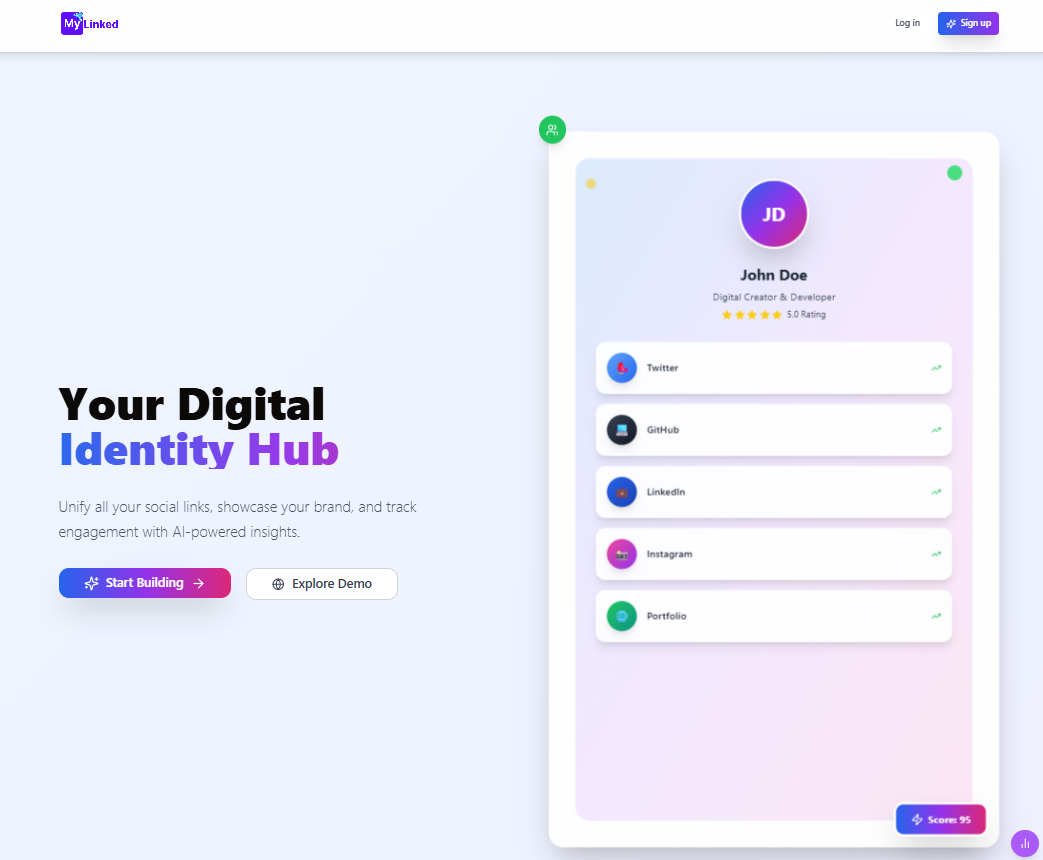 My Linked
Log in
Sign up
JD
John Doe
Digital Creator & Developer
5.0 Rating
Twitter
GitHub
LinkedIn
Instagram
Portfolio
Score: 95
Your Digital
Identity Hub
Unify all your social links, showcase your brand, and track
engagement with AI-powered insights.
Start Building
Explore Demo